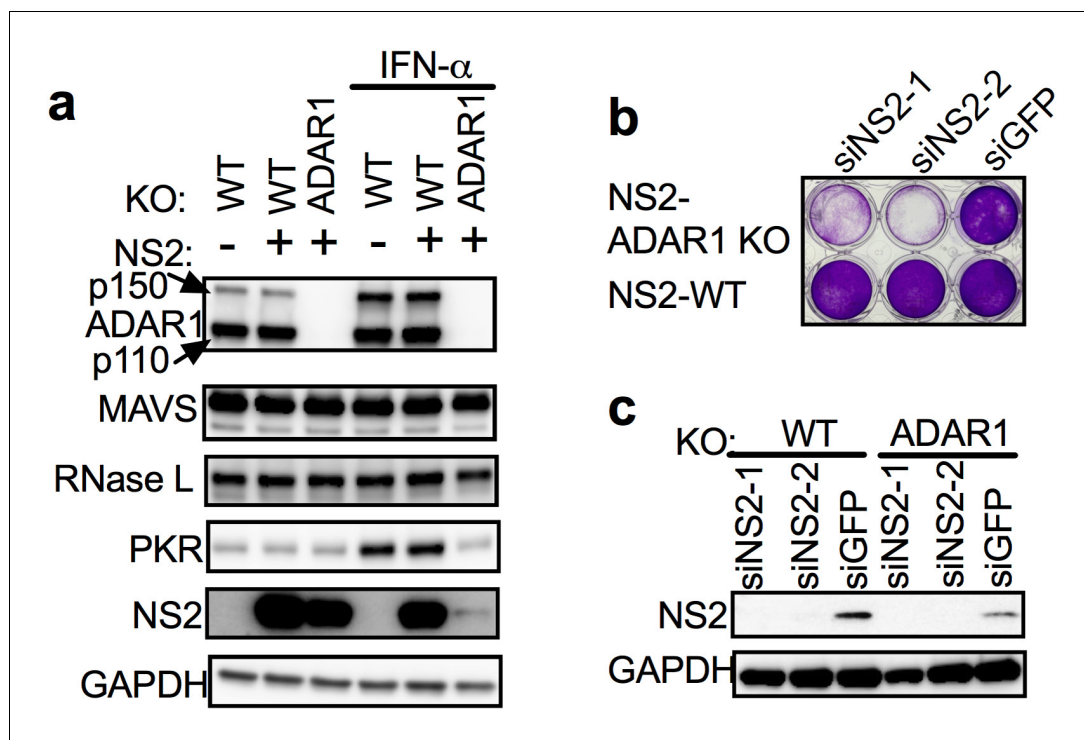 a
IFN-α
KO: WT WT ADAR1 WT WT ADAR1
NS2: - + + - + +
p150
ADAR1
p110
MAVS
RNase L
PKR
NS2
GAPDH
b
siNS2-1 siNS2-2 siGFP
NS2-
ADAR1 KO
NS2-WT
c
KO: WT ADAR1
siNS2-1 siNS2-2 siGFP siNS2-1 siNS2-2 siGFP
NS2
GAPDH